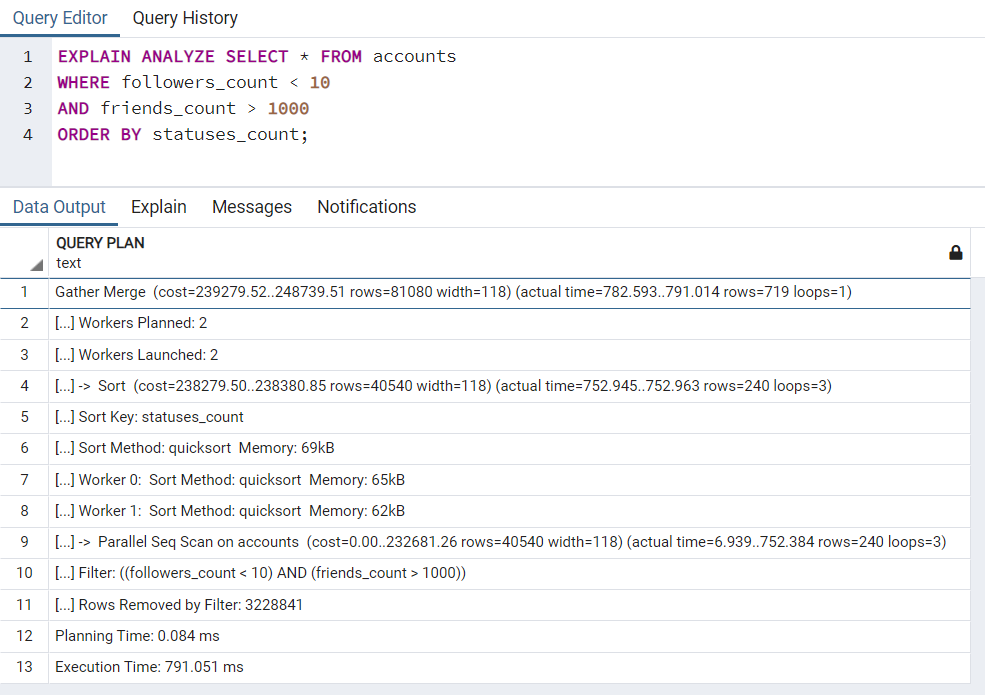 Query Editor Query History
1 EXPLAIN ANALYZE SELECT * FROM accounts
2 WHERE followers_count < 10
3 AND friends_count > 1000
4 ORDER BY statuses_count;
Data Output Explain Messages Notifications
QUERY PLAN
text
1 Gather Merge (cost=239279.52..248739.51 rows=81080 width=118) (actual time=782.593..791.014 rows=719 loops=1)
2 [...] Workers Planned: 2
3 [...] Workers Launched: 2
4 [...] -> Sort (cost=238279.50..238380.85 rows=40540 width=118) (actual time=752.945..752.963 rows=240 loops=3)
5 [...] Sort Key: statuses_count
6 [...] Sort Method: quicksort Memory: 69kB
7 [...] Worker 0: Sort Method: quicksort Memory: 65kB
8 [...] Worker 1: Sort Method: quicksort Memory: 62kB
9 [...] -> Parallel Seq Scan on accounts (cost=0.00..232681.26 rows=40540 width=118) (actual time=6.939..752.384 rows=240 loops=3)
10 [...] Filter: ((followers_count < 10) AND (friends_count > 1000))
11 [...] Rows Removed by Filter: 3228841
12 Planning Time: 0.084 ms
13 Execution Time: 791.051 ms